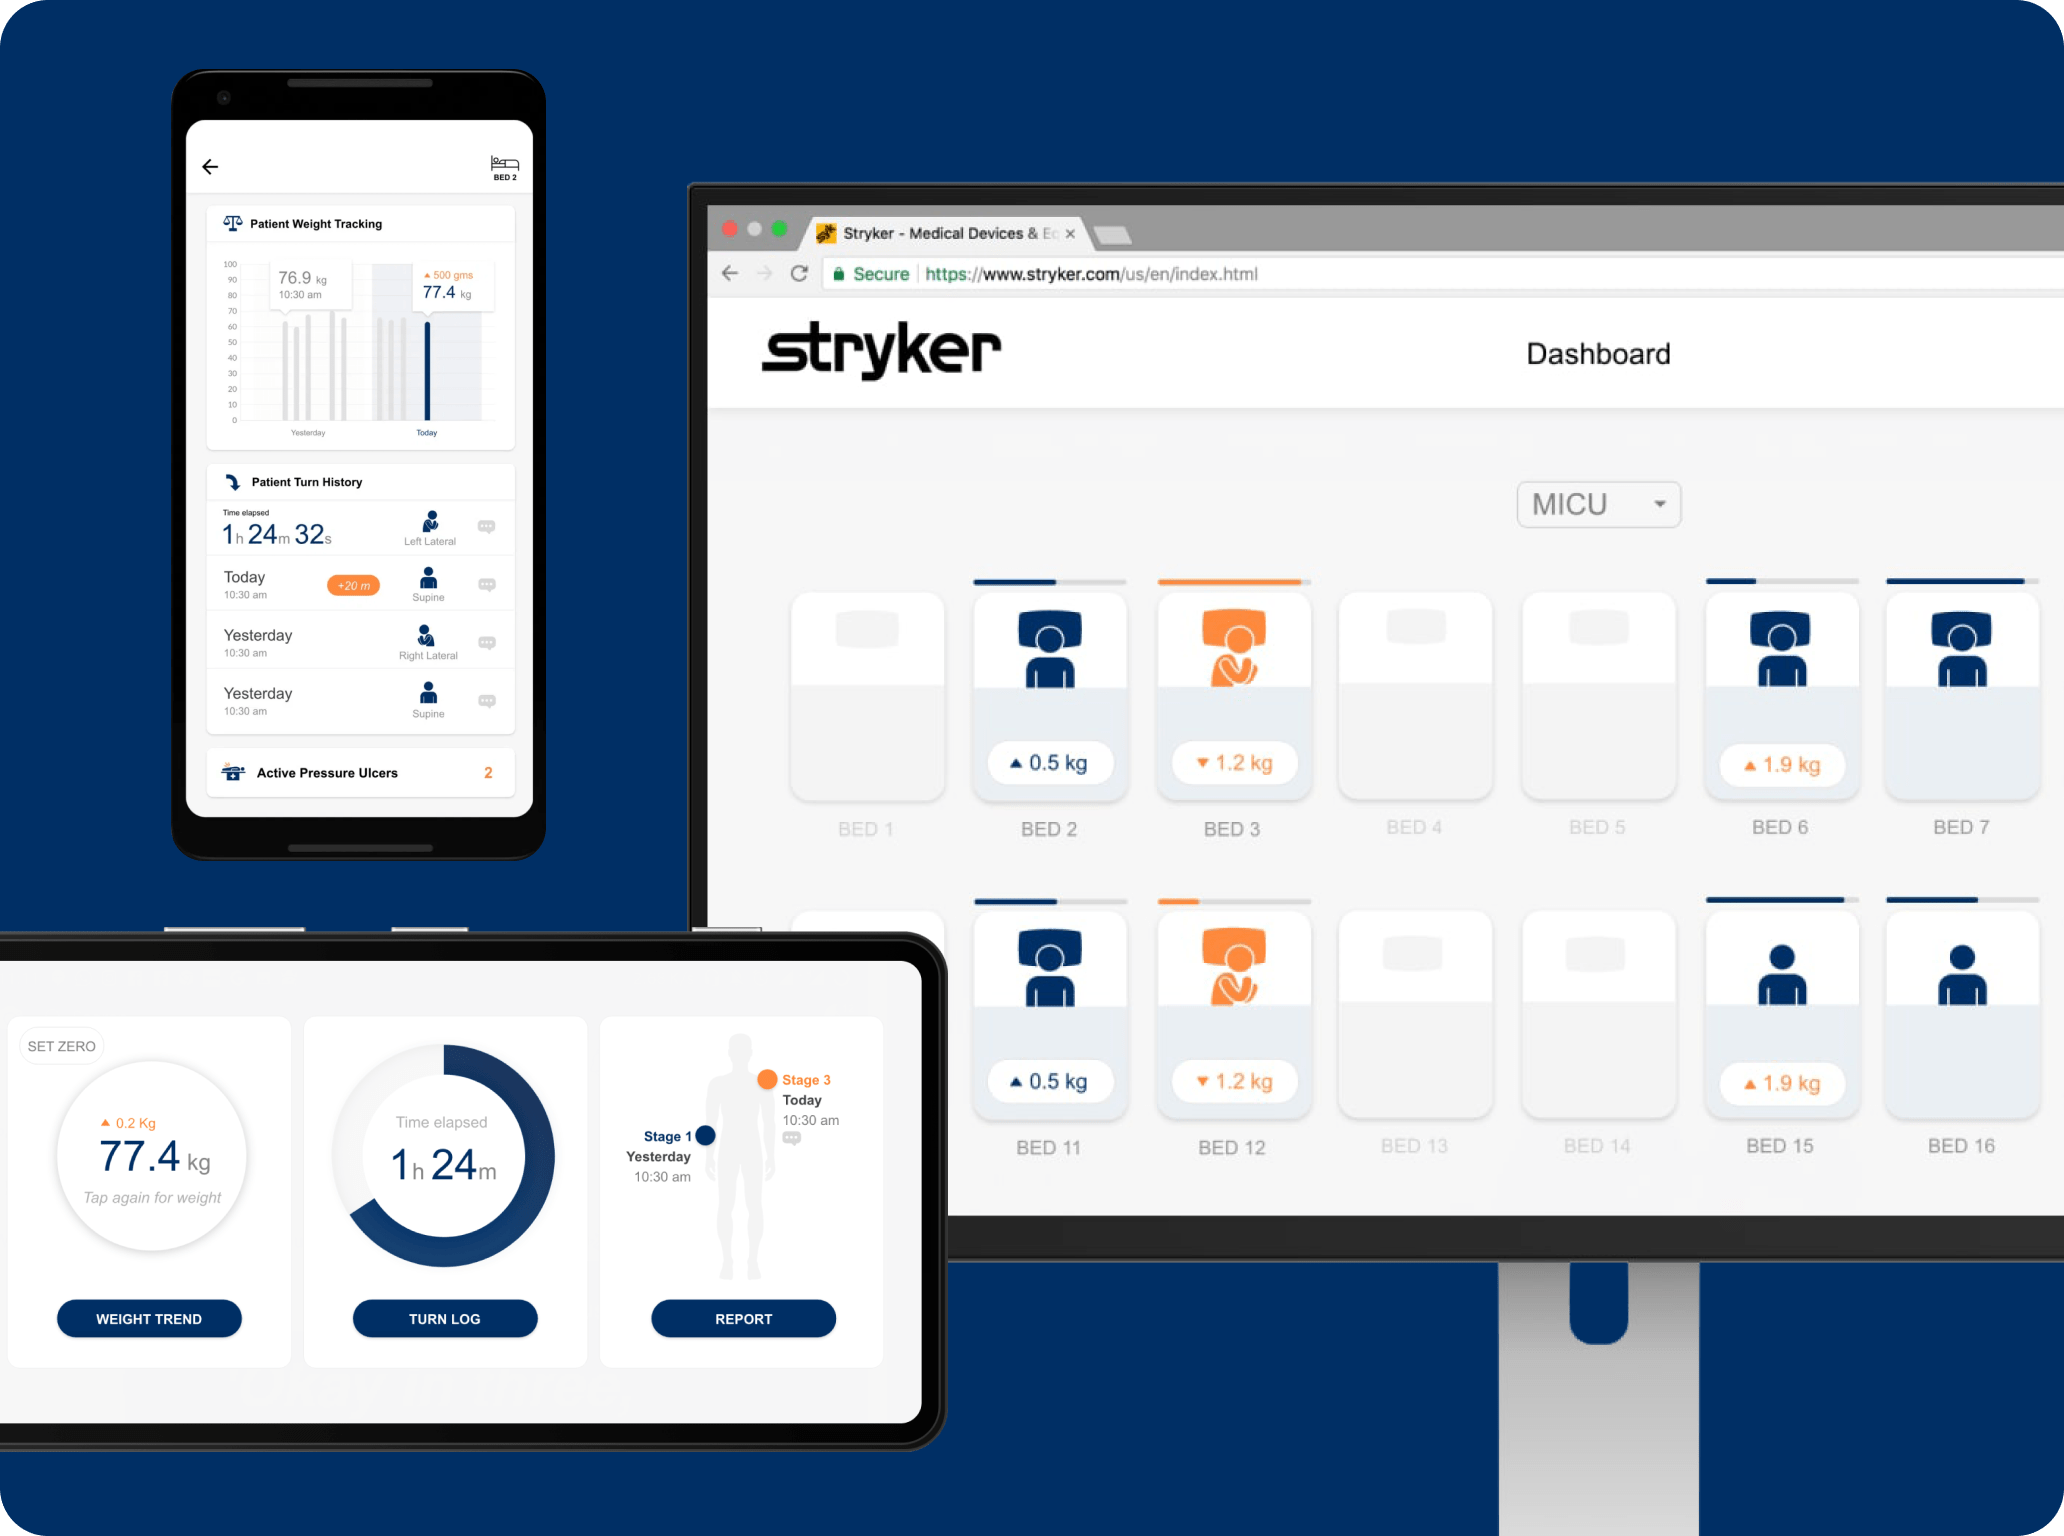 BED 2
Patient Weight Tracking
100
90
80
70
60
50
40
30
20
10
0
76.9 kg
10:30 am
▲ 500 gms
77.4 kg
Yesterday
Today
Patient Turn History
Time elapsed
1h 24m 32s
Left Lateral
Today
10:30 am
+20 m
Supine
Yesterday
10:30 am
Right Lateral
Yesterday
10:30 am
Supine
Active Pressure Ulcers 2
Stryker - Medical Devices & Ec ×
Secure https://www.stryker.com/us/en/index.html
stryker
Dashboard
MICU
▲ 0.5 kg
▼ 1.2 kg
▲ 1.9 kg
BED 1
BED 2
BED 3
BED 4
BED 5
BED 6
BED 7
▲ 0.5 kg
▼ 1.2 kg
▲ 1.9 kg
BED 11
BED 12
BED 13
BED 14
BED 15
BED 16
SET ZERO
▲ 0.2 Kg
77.4 kg
Tap again for weight
WEIGHT TREND
Time elapsed
1h 24m
TURN LOG
Stage 3
Today
10:30 am
Stage 1
Yesterday
10:30 am
REPORT